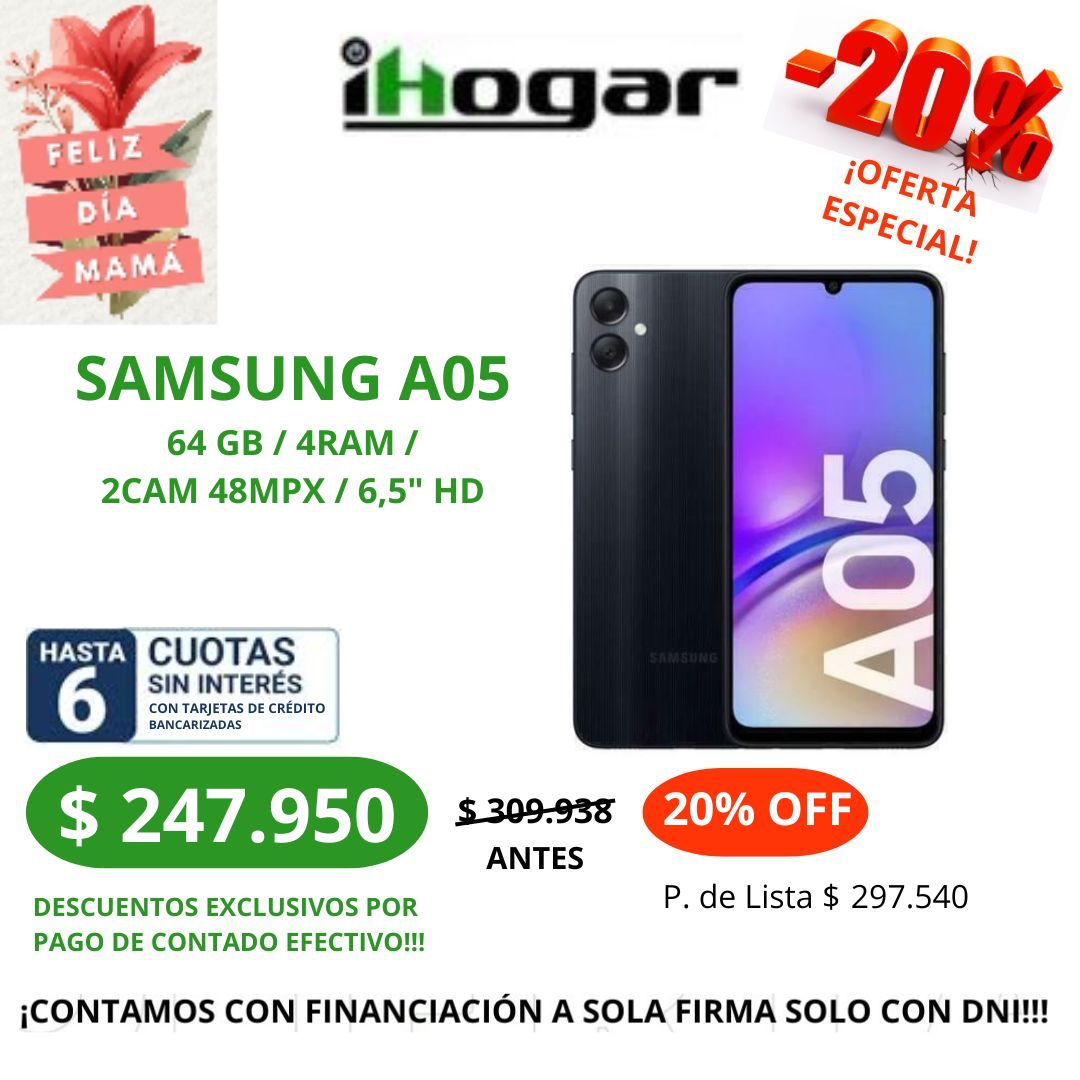 FELIZ
DÍA
MAMÁ
iHogar
-20%
¡OFERTA
ESPECIAL!
SAMSUNG A05
64 GB / 4RAM /
2CAM 48MPX / 6,5" HD
SAMSUNG
A05
HASTA
6
CUOTAS
SIN INTERÉS
CON TARJETAS DE CRÉDITO
BANCARIZADAS
$ 247.950
$ 309.938
ANTES
20% OFF
P. de Lista $ 297.540
DESCUENTOS EXCLUSIVOS POR
PAGO DE CONTADO EFECTIVO!!!
¡CONTAMOS CON FINANCIACIÓN A SOLA FIRMA SOLO CON DNI!!!